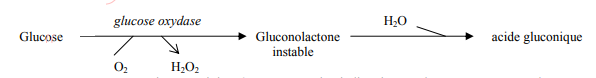 glucose oxydase
H₂O
Glucose
Gluconolactone
acide gluconique
instable
O₂
H₂O₂